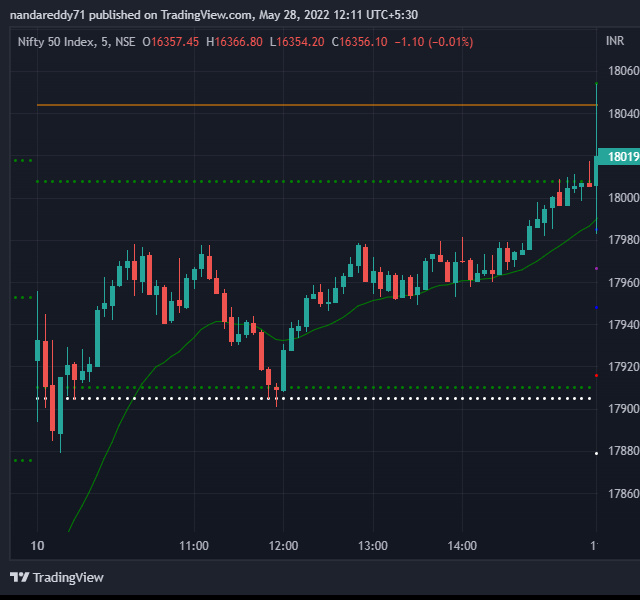 nandareddy71 published on TradingView.com, May 28, 2022 12:11 UTC+5:30
Nifty 50 Index, 5, NSE O16357.45 H16366.80 L16354.20 C16356.10 −1.10 (−0.01%)
INR
18060
18040
18019
18000
17980
17960
17940
17920
17900
17880
17860
10 11:00 12:00 13:00 14:00
TradingView